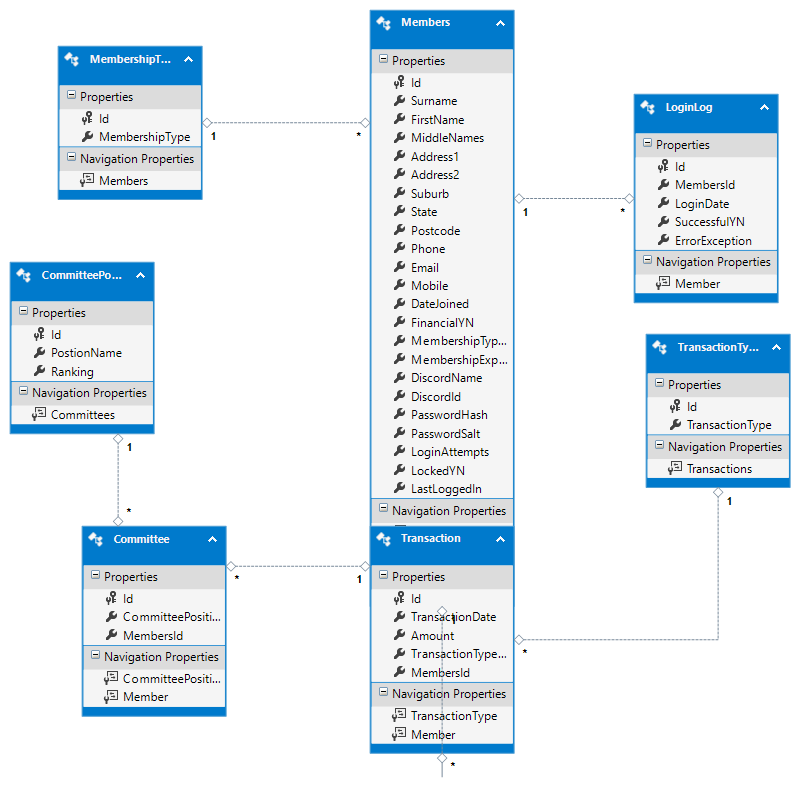 Members
Properties
Id
Surname
FirstName
MiddleNames
Address1
Address2
Suburb
State
Postcode
Phone
Email
Mobile
DateJoined
FinancialYN
MembershipTyp...
MembershipExp...
DiscordName
DiscordId
PasswordHash
PasswordSalt
LoginAttempts
LockedYN
LastLoggedIn
Navigation Properties
MembershipT...
Properties
Id
MembershipType
Navigation Properties
Members
1
*
LoginLog
Properties
Id
MembersId
LoginDate
SuccessfulYN
ErrorException
Navigation Properties
Member
1
*
CommitteePo...
Properties
Id
PostionName
Ranking
Navigation Properties
Committees
1
*
TransactionTy...
Properties
Id
TransactionType
Navigation Properties
Transactions
1
*
Committee
Properties
Id
CommitteePositi...
MembersId
Navigation Properties
CommitteePositi...
Member
*
1
Transaction
Properties
Id
TransactionDate
Amount
TransactionType...
MembersId
Navigation Properties
TransactionType
Member
1
*